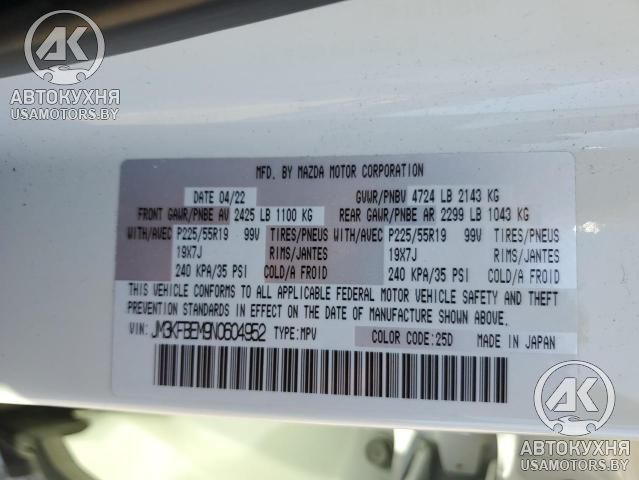 AK
АВТОКУХНЯ
USAMOTORS.BY
AK
АВТОКУХНЯ
USAMOTORS.BY
MFD. BY MAZDA MOTOR CORPORATION
DATE 04/22 GVWR/PNBV 4724 LB 2143 KG
FRONT GAWR/PNBE AV 2425 LB 1100 KG REAR GAWR/PNBE AR 2299 LB 1043 KG
WITH/AVEC P225/55R19 99V TIRES/PNEUS WITH/AVEC P225/55R19 99V TIRES/PNEUS
19X7J RIMS/JANTES 19X7J RIMS/JANTES
240 KPA/35 PSI COLD/A FROID 240 KPA/35 PSI COLD/A FROID
THIS VEHICLE CONFORMS TO ALL APPLICABLE FEDERAL MOTOR VEHICLE SAFETY AND THEFT
PREVENTION STANDARDS IN EFFECT ON THE DATE OF MANUFACTURE SHOWN ABOVE.
VIN: JM3KFBEM9N0604952 TYPE: MPV COLOR CODE: 25D MADE IN JAPAN
AK
АВТОКУХНЯ
USAMOTORS.BY